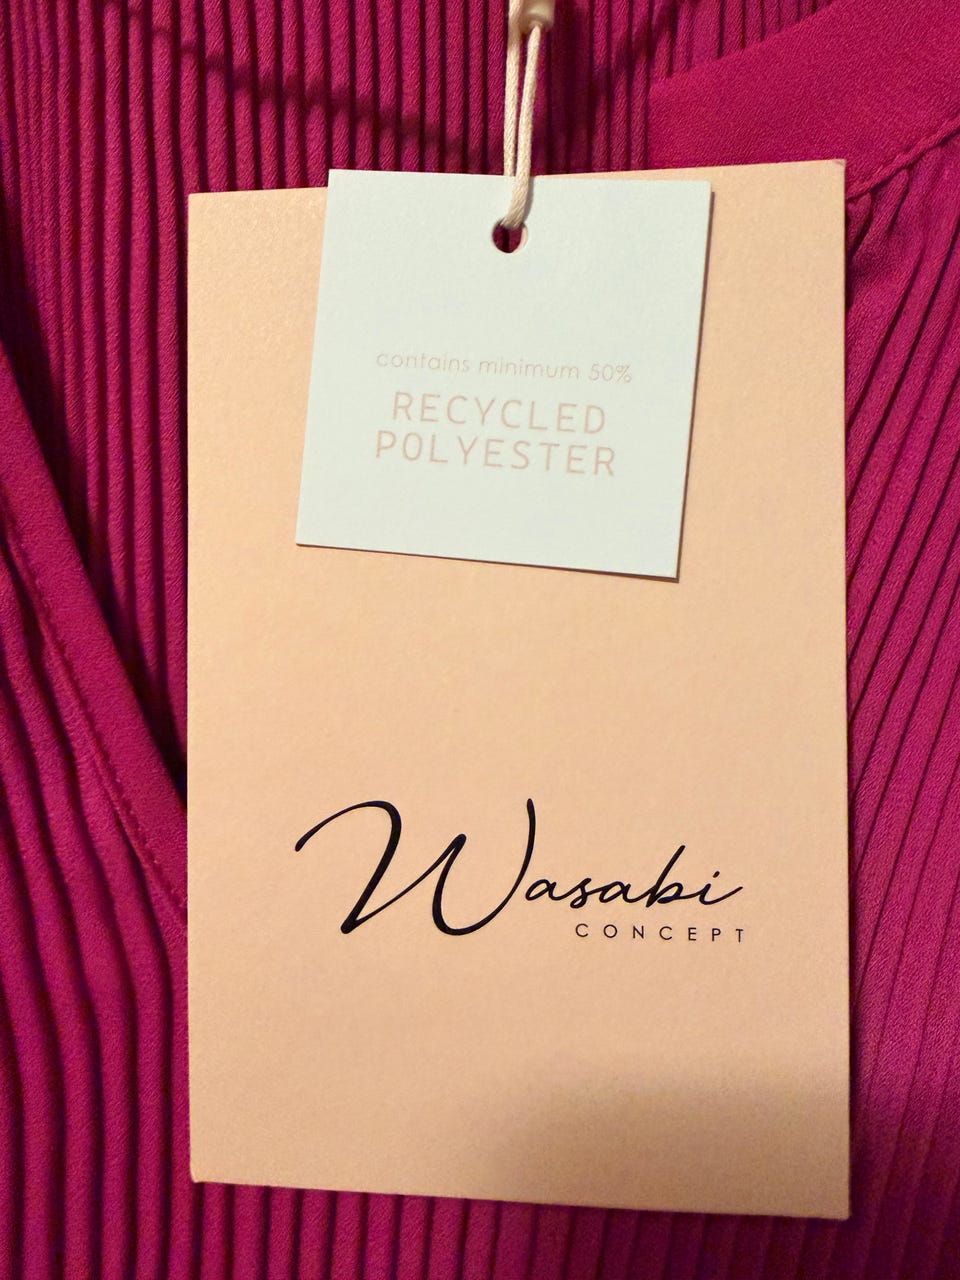 contains minimum 50%
RECYCLED
POLYESTER
Wasabi
CONCEPT